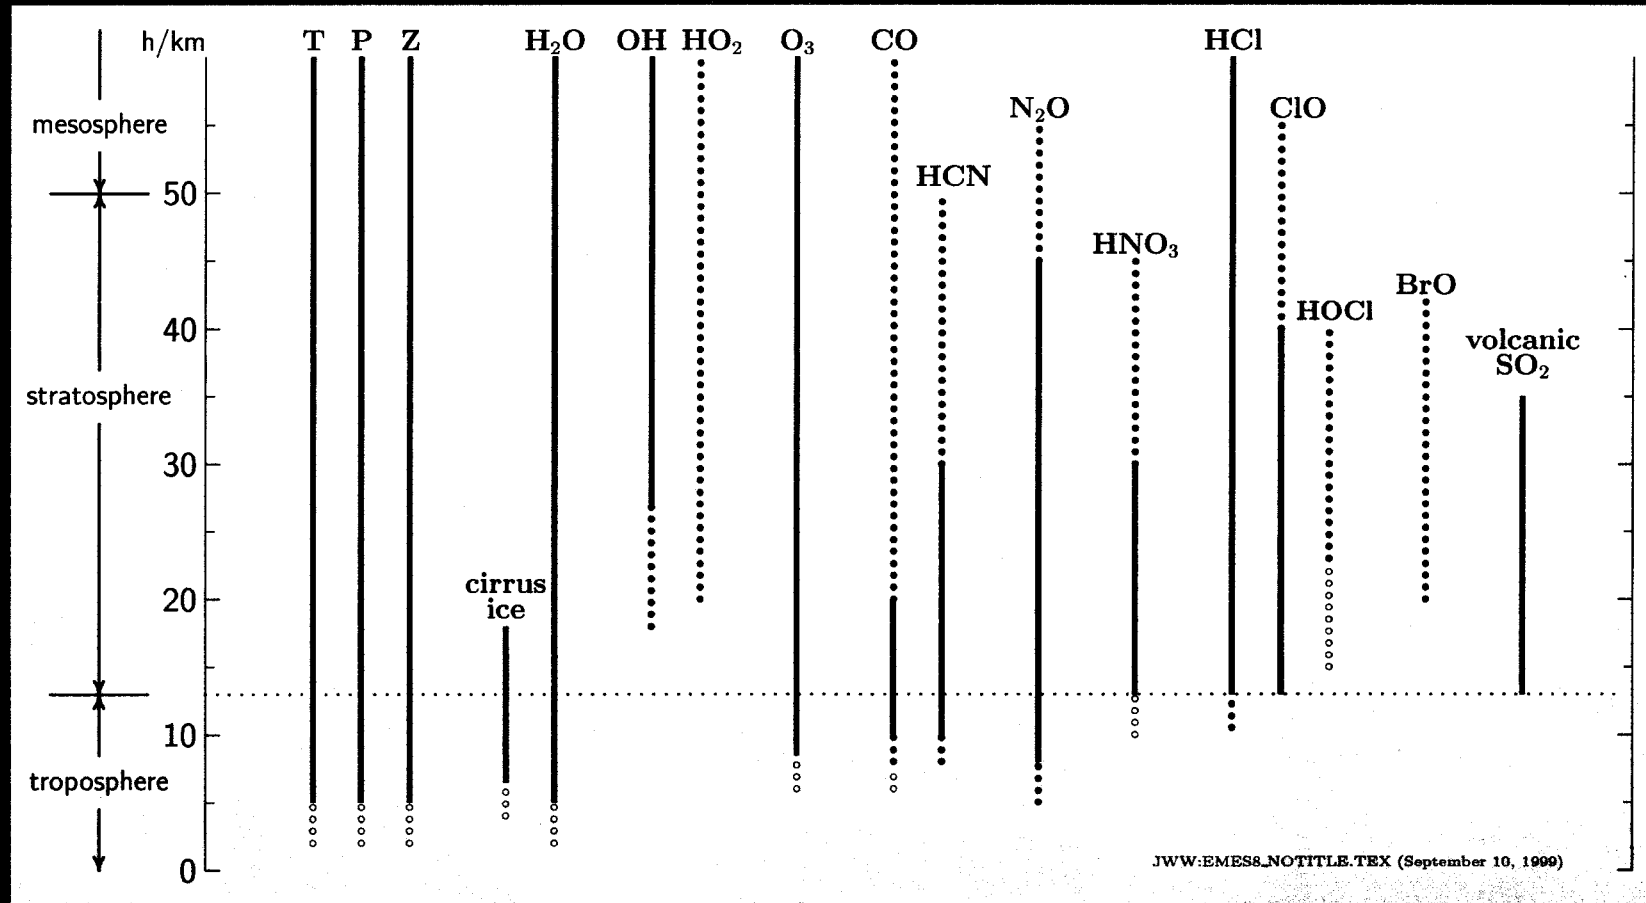 h/km T P Z H₂O OH HO₂ O₃ CO HCl
N₂O ClO
mesosphere
HCN
50
HNO₃
BrO
HOCl
40
volcanic
SO₂
stratosphere
30
cirrus
20
ice
10
troposphere
0
JWW:EMES8_NOTITLE.TEX (September 10, 1999)